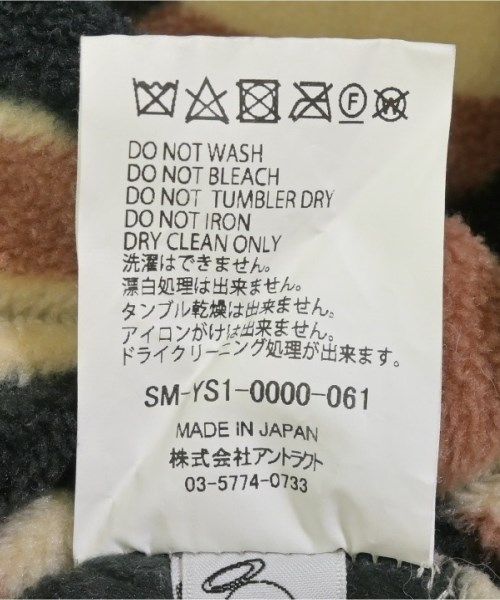 F W
DO NOT WASH
DO NOT BLEACH
DO NOT TUMBLER DRY
DO NOT IRON
DRY CLEAN ONLY
洗濯はできません。
漂白処理は出来ません。
タンブル乾燥は出来ません。
アイロンがけは出来ません。
ドライクリーニング処理が出来ます。
SM-YS1-0000-061
MADE IN JAPAN
株式会社アントラクト
03-5774-0733